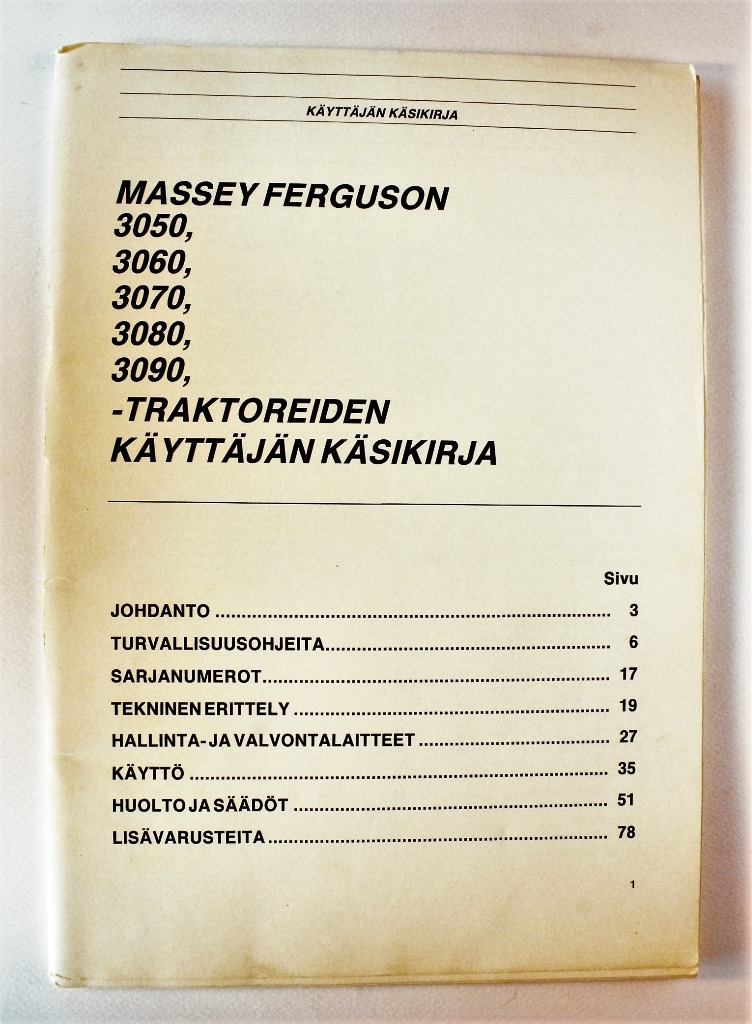 KÄYTTÄJÄN KÄSIKIRJA
MASSEY FERGUSON
3050,
3060,
3070,
3080,
3090,
-TRAKTOREIDEN
KÄYTTÄJÄN KÄSIKIRJA
Sivu
JOHDANTO ........................................ 3
TURVALLISUUSOHJEITA........................................ 6
SARJANUMEROT........................................ 17
TEKNINEN ERITTELY ........................................ 19
HALLINTA- JA VALVONTALAITTEET ........................................ 27
KÄYTTÖ ........................................ 35
HUOLTO JA SÄÄDÖT ........................................ 51
LISÄVARUSTEITA ........................................ 78
1